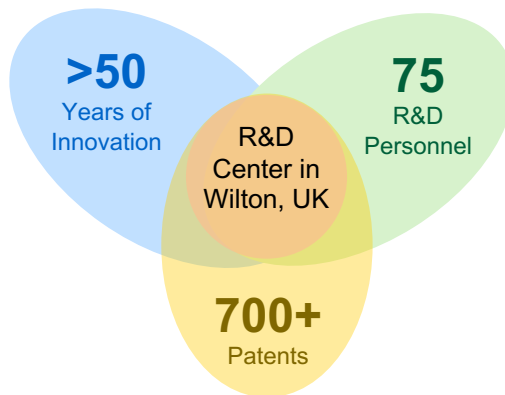 >50
Years of
Innovation
75
R&D
Personnel
R&D
Center in
Wilton, UK
700+
Patents